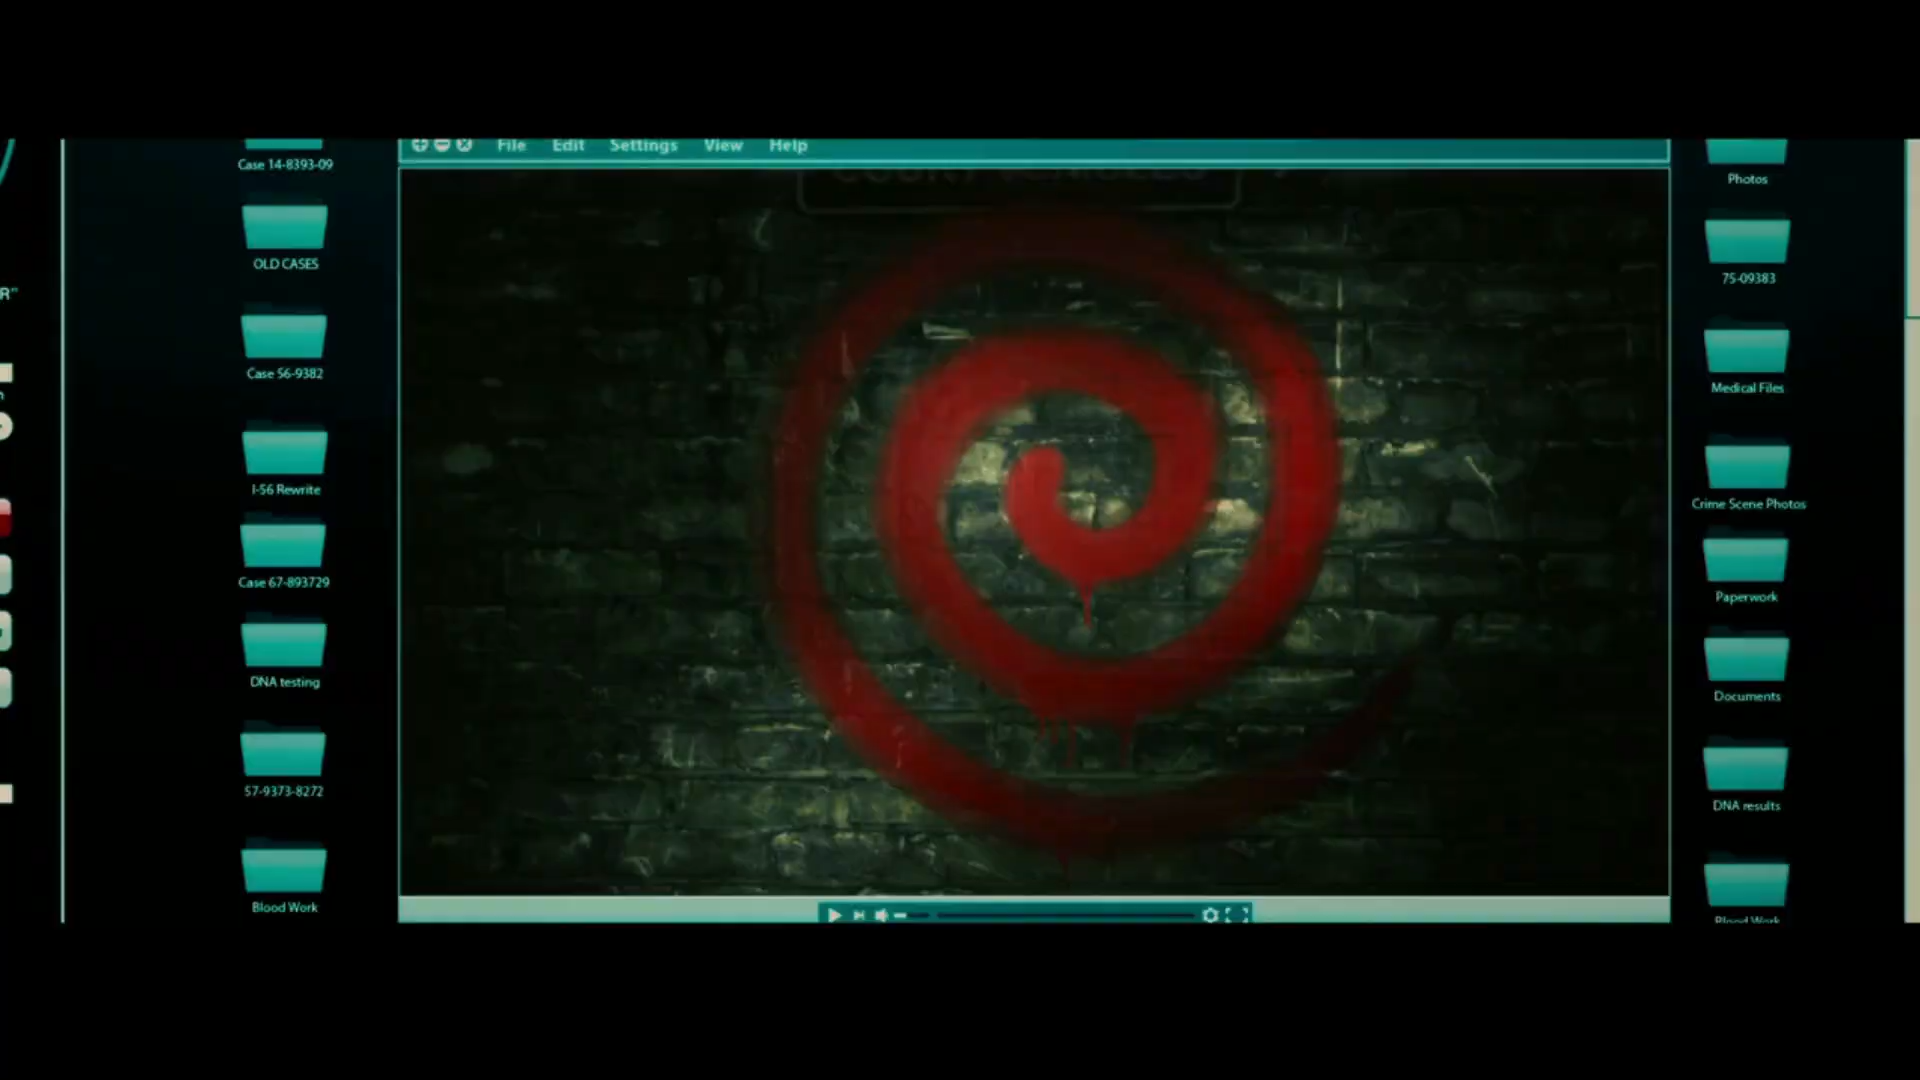 File Edit Settings View Help
Case 14-8393-09
OLD CASES
Case 56-9382
I-56 Rewrite
Case 67-893729
DNA testing
57-9373-8272
Blood Work
Photos
75-09383
Medical Files
Crime Scene Photos
Paperwork
Documents
DNA results
Blood Work
R"